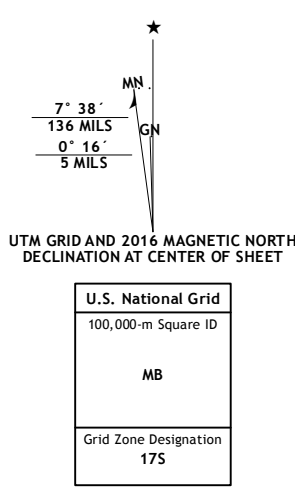 MN
7° 38´
136 MILS
GN
0° 16´
5 MILS
UTM GRID AND 2016 MAGNETIC NORTH
DECLINATION AT CENTER OF SHEET
U.S. National Grid
100,000-m Square ID
MB
Grid Zone Designation
17S